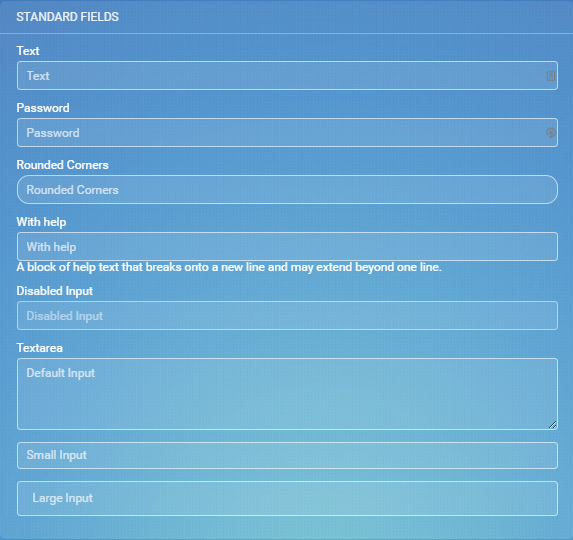 STANDARD FIELDS
Text
Text
Password
Password
Rounded Corners
Rounded Corners
With help
With help
A block of help text that breaks onto a new line and may extend beyond one line.
Disabled Input
Disabled Input
Textarea
Default Input
Small Input
Large Input